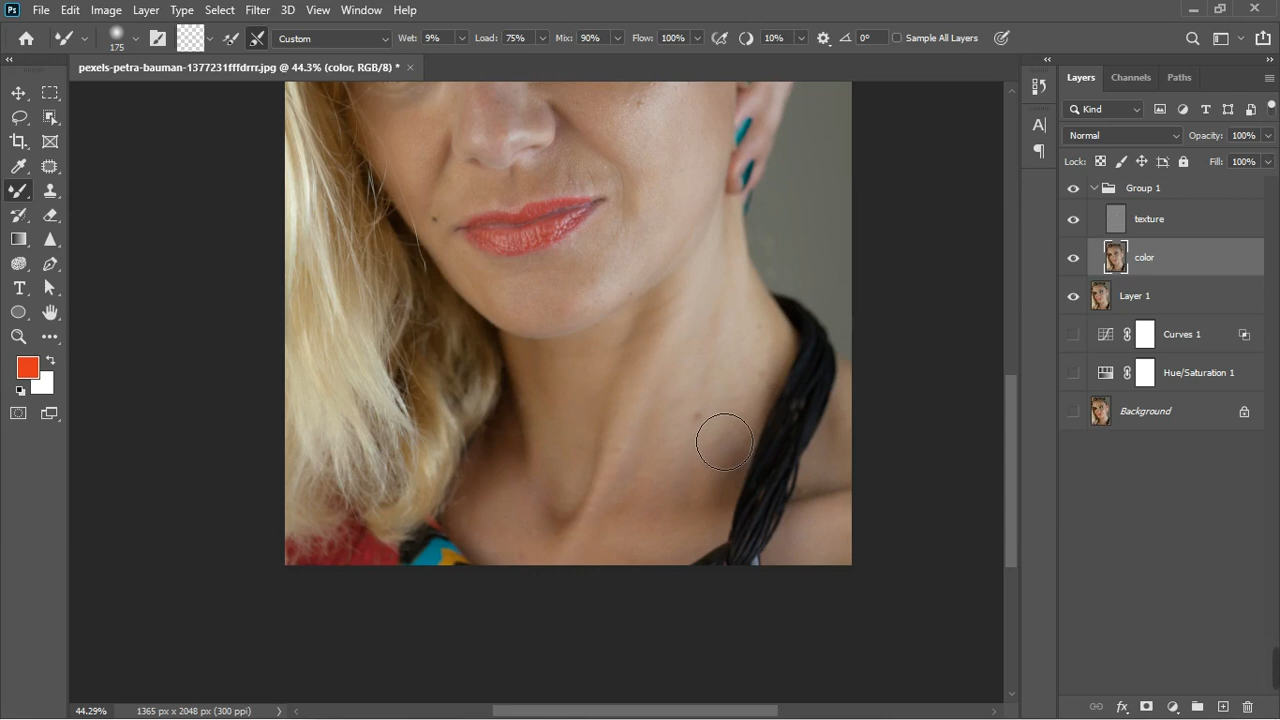 Ps File Edit Image Layer Type Select Filter 3D View Window Help
175 Custom Wet: 9% Load: 75% Mix: 90% Flow: 100% 10% 0° Sample All Layers
pexels-petra-bauman-1377231fffdrrr.jpg @ 44.3% (color, RGB/8) * ×
Layers Channels Paths
Kind
Normal Opacity: 100%
Lock: Fill: 100%
Group 1
texture
color
Layer 1
Curves 1
Hue/Saturation 1
Background
44.29% 1365 px x 2048 px (300 ppi)